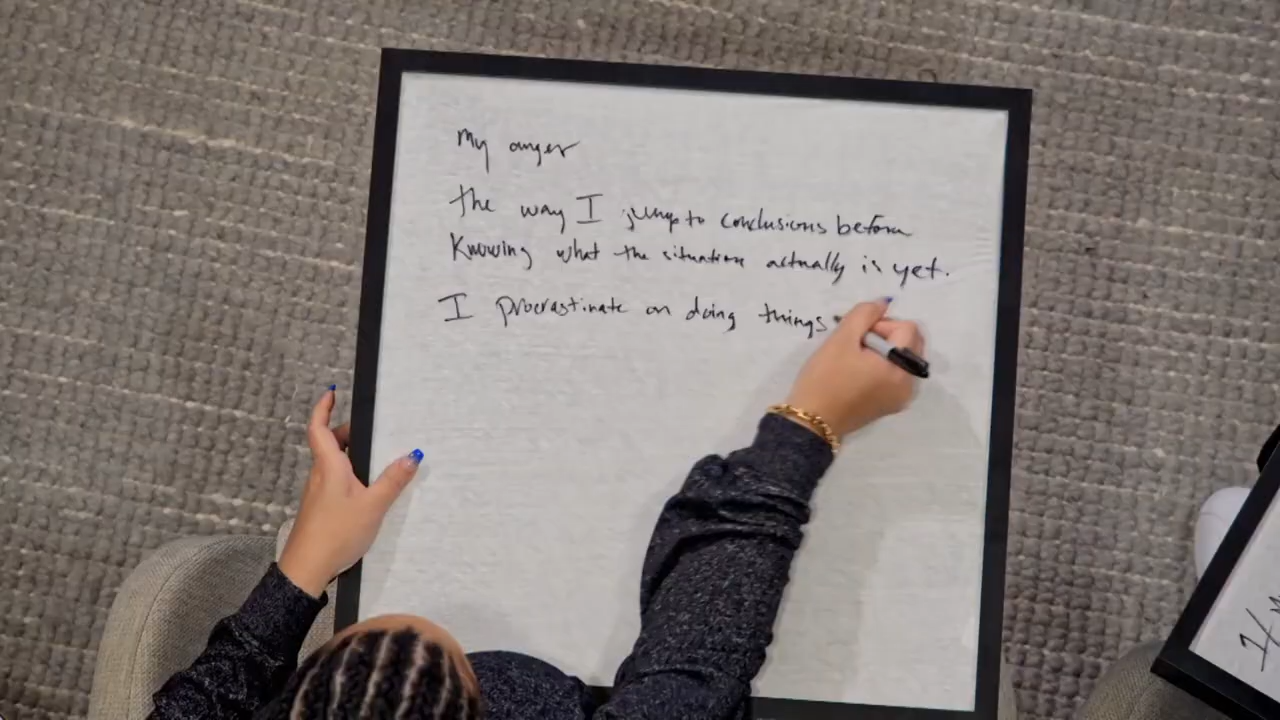 My anger
the way I jump to conclusions before
Knowing what the situation actually is yet.
I procrastinate on doing things